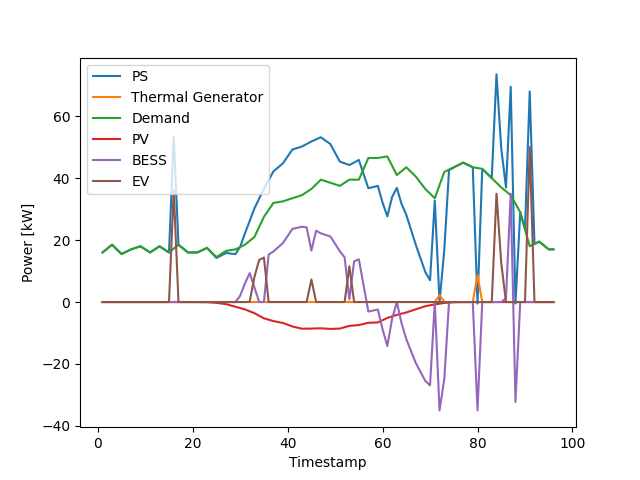 PS
Thermal Generator
Demand
PV
BESS
EV
Power [kW]
60
40
20
0
−20
−40
0 20 40 60 80 100
Timestamp